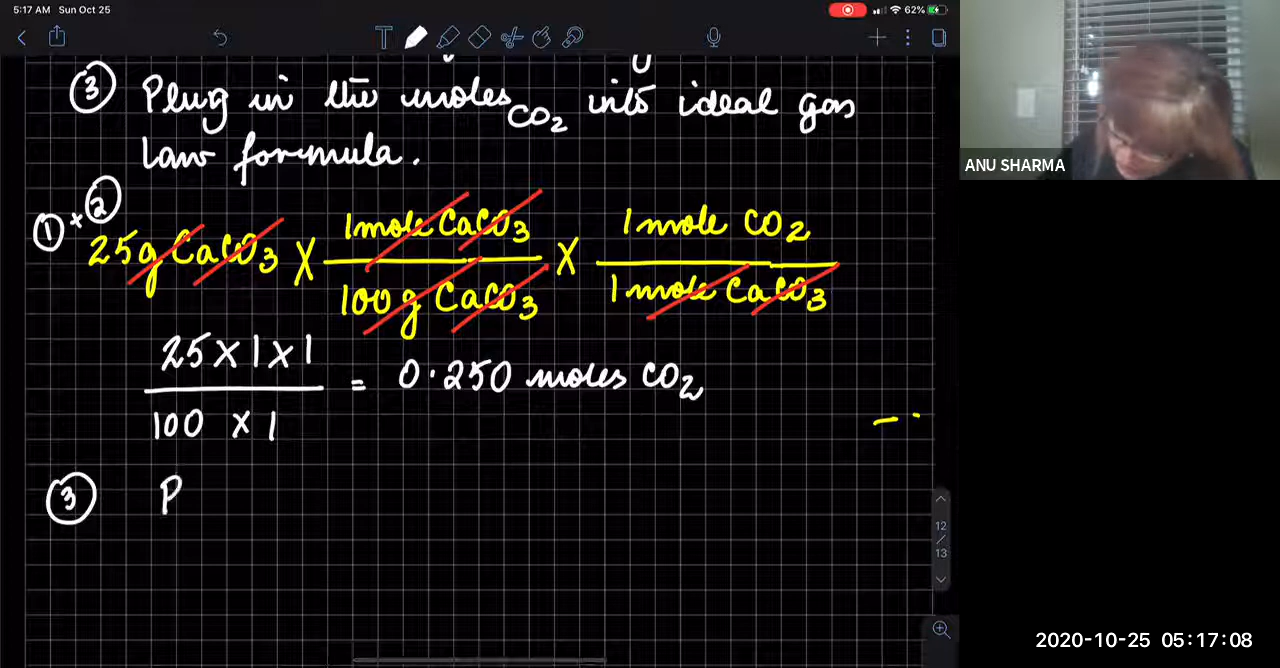 5:17 AM Sun Oct 25
62%
③ Plug in the moles CO2 into ideal gas
law formula.
ANU SHARMA
① + ②
25g CaCO3 X 1mole CaCO3 / 100g CaCO3 X 1mole CO2 / 1mole CaCO3
25 X 1 X 1 / 100 X 1 = 0.250 moles CO2
③ P
12
/
13
2020-10-25 05:17:08